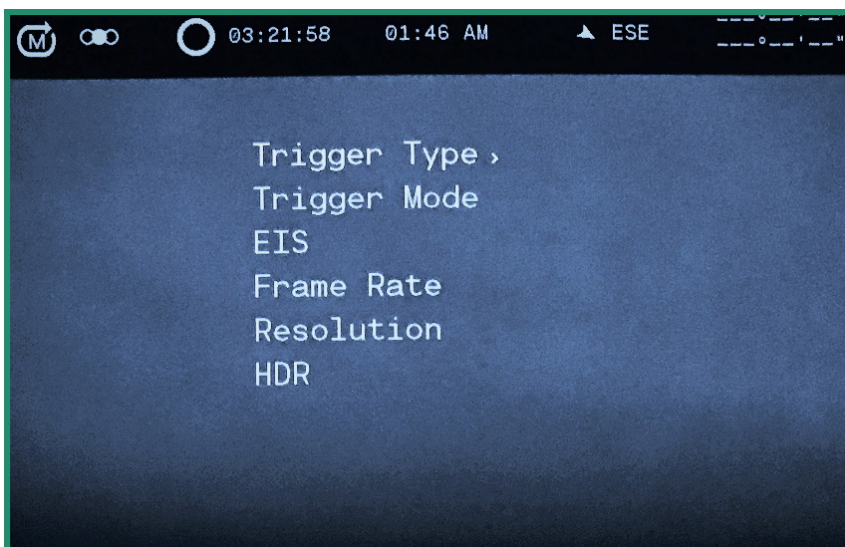 M
03:21:58 01:46 AM ESE ---°--'--"
---°--'--"
Trigger Type ›
Trigger Mode
EIS
Frame Rate
Resolution
HDR